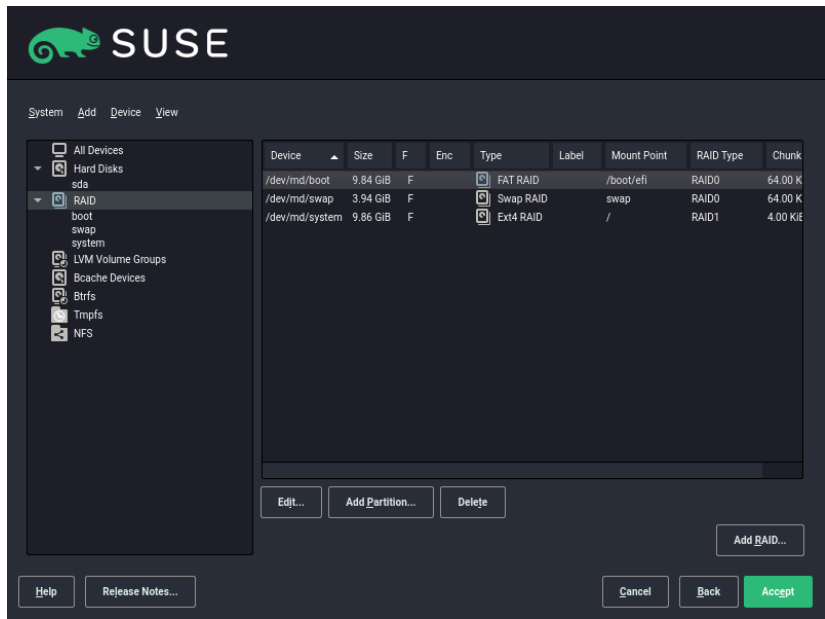 SUSE
System Add Device View
All Devices
Hard Disks
sda
RAID
boot
swap
system
LVM Volume Groups
Bcache Devices
Btrfs
Tmpfs
NFS
Device Size F Enc Type Label Mount Point RAID Type Chunk
/dev/md/boot 9.84 GiB F FAT RAID /boot/efi RAID0 64.00 K
/dev/md/swap 3.94 GiB F Swap RAID swap RAID0 64.00 K
/dev/md/system 9.86 GiB F Ext4 RAID / RAID1 4.00 KiB
Edit... Add Partition... Delete
Add RAID...
Help Release Notes... Cancel Back Accept